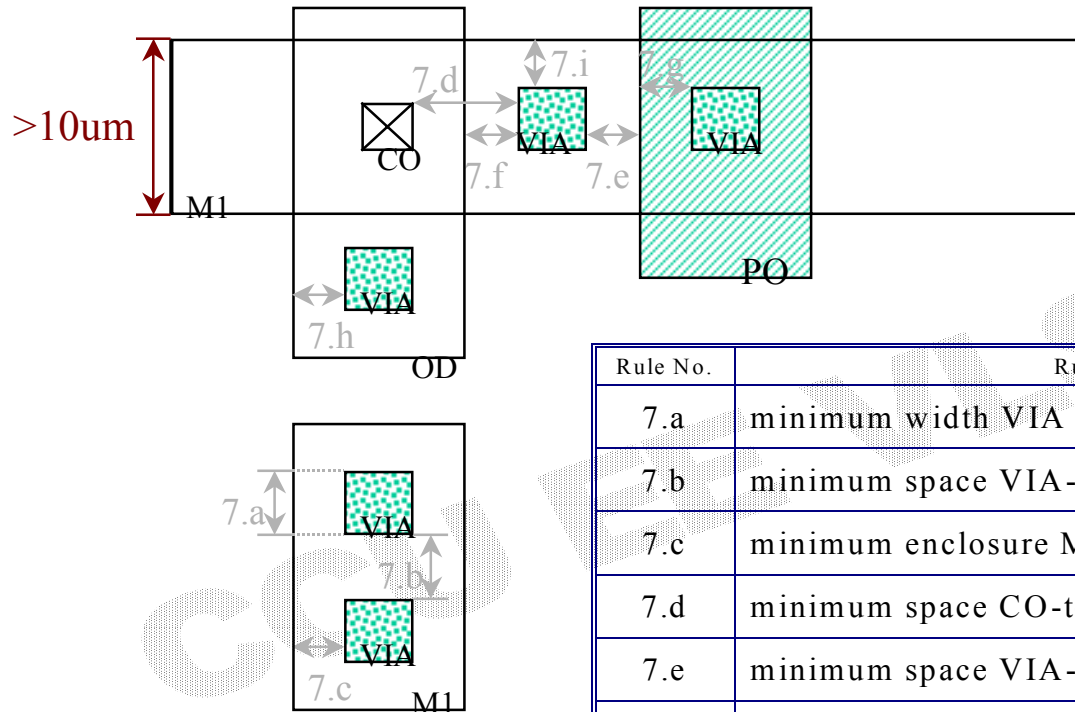 7.i
7.d
7.g
>10um
VIA
VIA
CO
7.f
7.e
M1
PO
VIA
7.h
OD
Rule No.
7.a minimum width VIA
7.b minimum space VIA-
7.c minimum enclosure M
7.d minimum space CO-t
7.e minimum space VIA-
7.a
VIA
7.b
VIA
7.c
M1
CCU EE